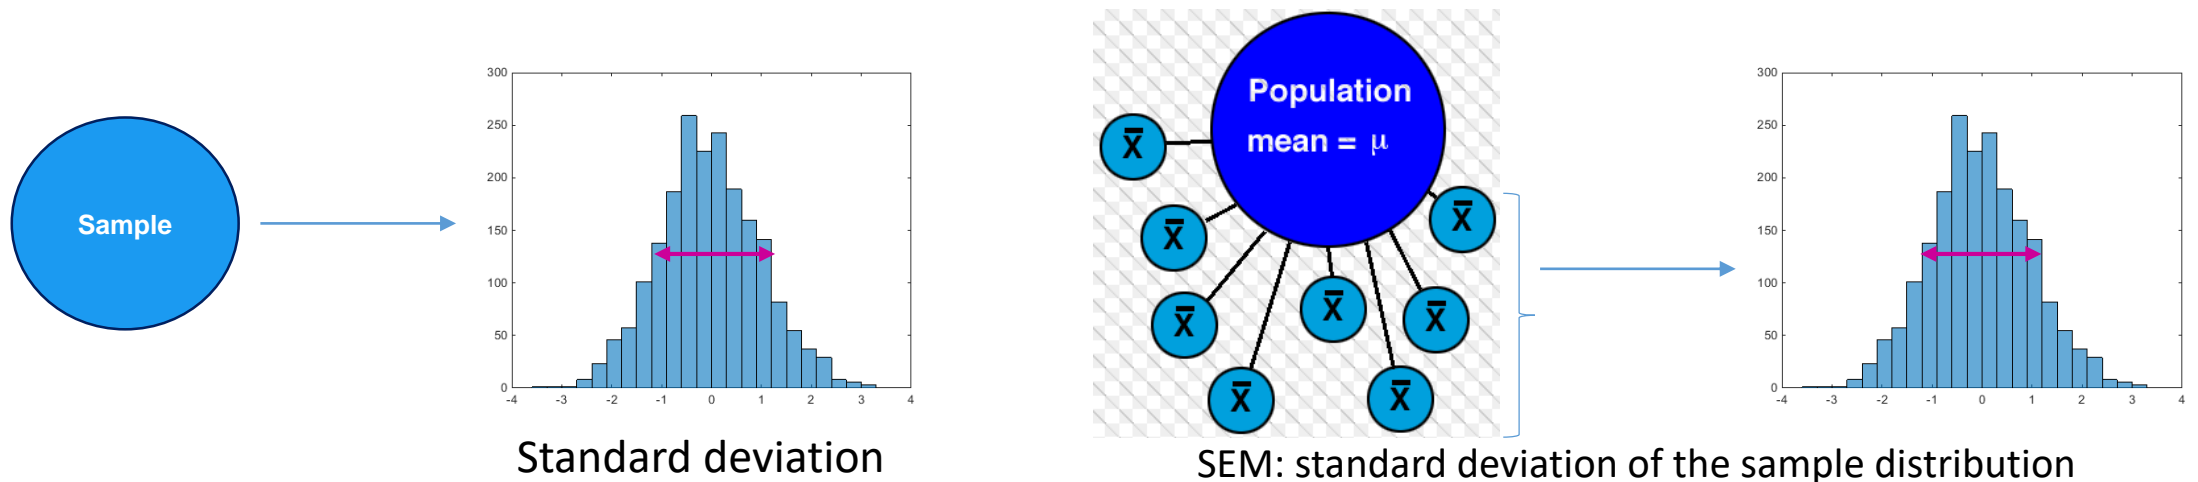 Sample
300
250
200
150
100
50
0
-4 -3 -2 -1 0 1 2 3 4
Standard deviation
Population
mean = μ
X̄
X̄
X̄
X̄
X̄
X̄
X̄
X̄
300
250
200
150
100
50
0
-4 -3 -2 -1 0 1 2 3 4
SEM: standard deviation of the sample distribution